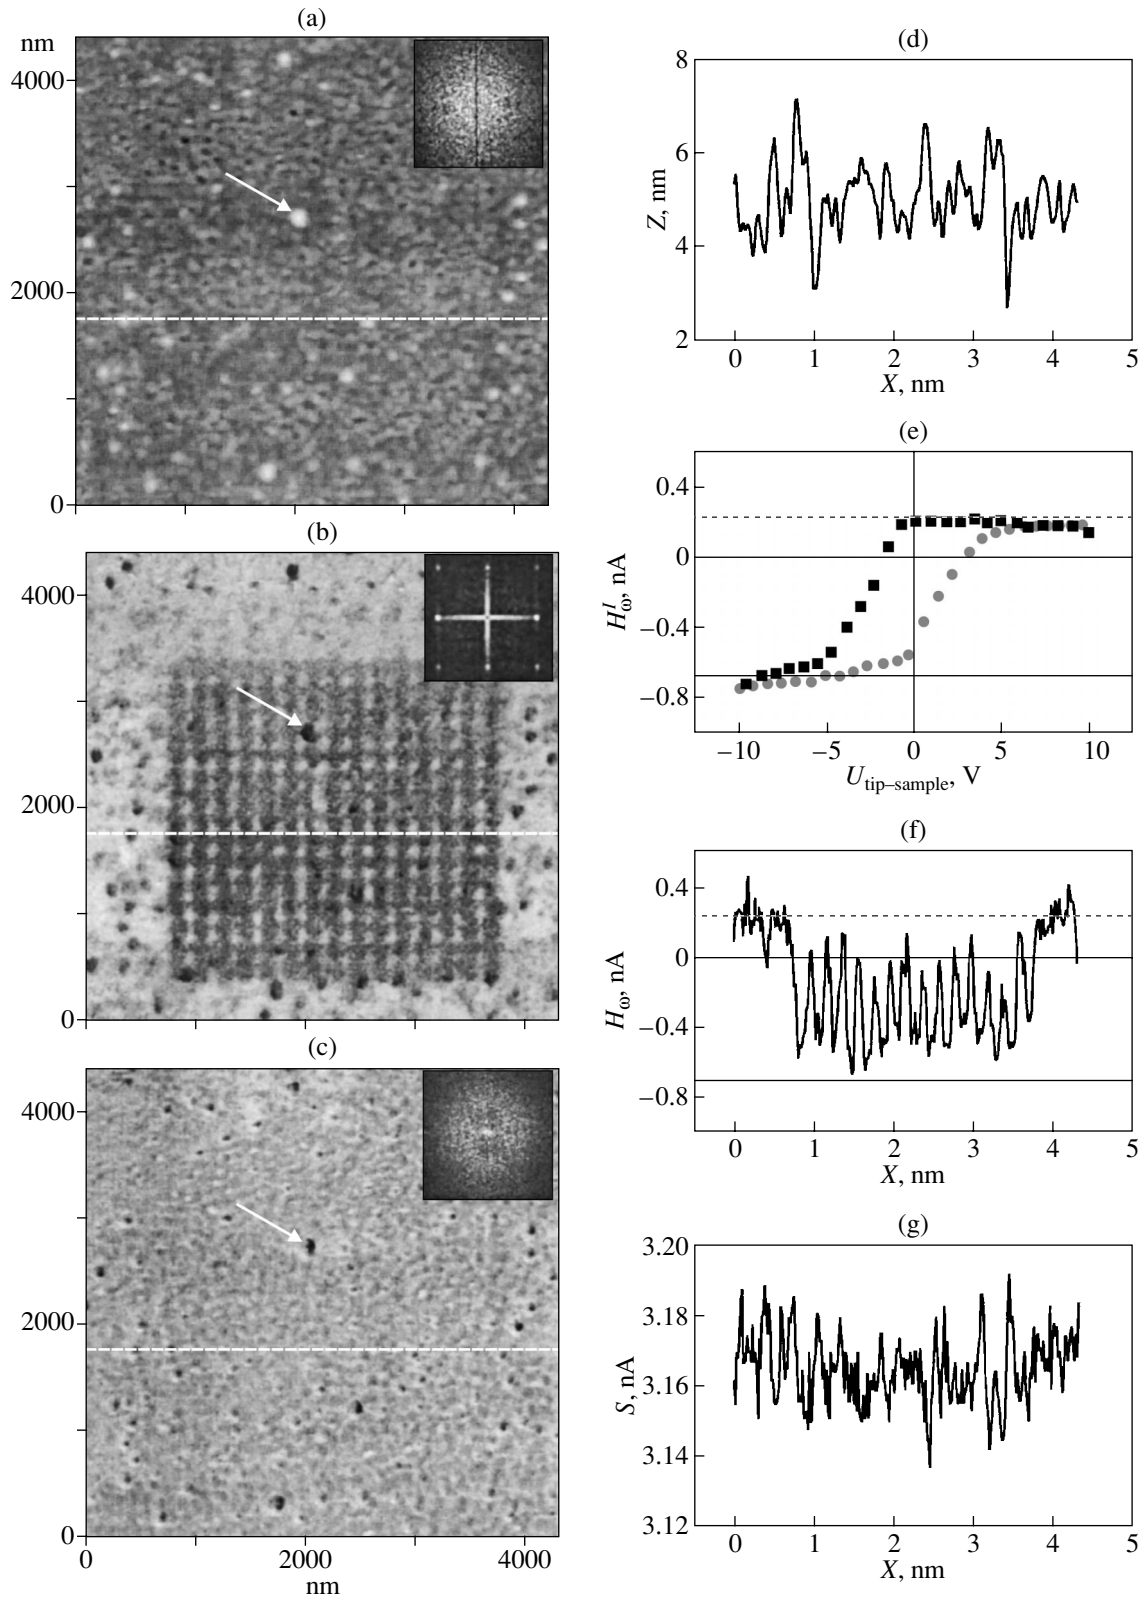 (a)
nm
4000
2000
0
(b)
4000
2000
0
(c)
4000
2000
0
0 2000 4000
nm
(d)
8
6
4
2
Z, nm
0 1 2 3 4 5
X, nm
(e)
0.4
0
−0.4
−0.8
H^I_ω, nA
−10 −5 0 5 10
U_tip–sample, V
(f)
0.4
0
−0.4
−0.8
H_ω, nA
0 1 2 3 4 5
X, nm
(g)
3.20
3.18
3.16
3.14
3.12
S, nA
0 1 2 3 4 5
X, nm